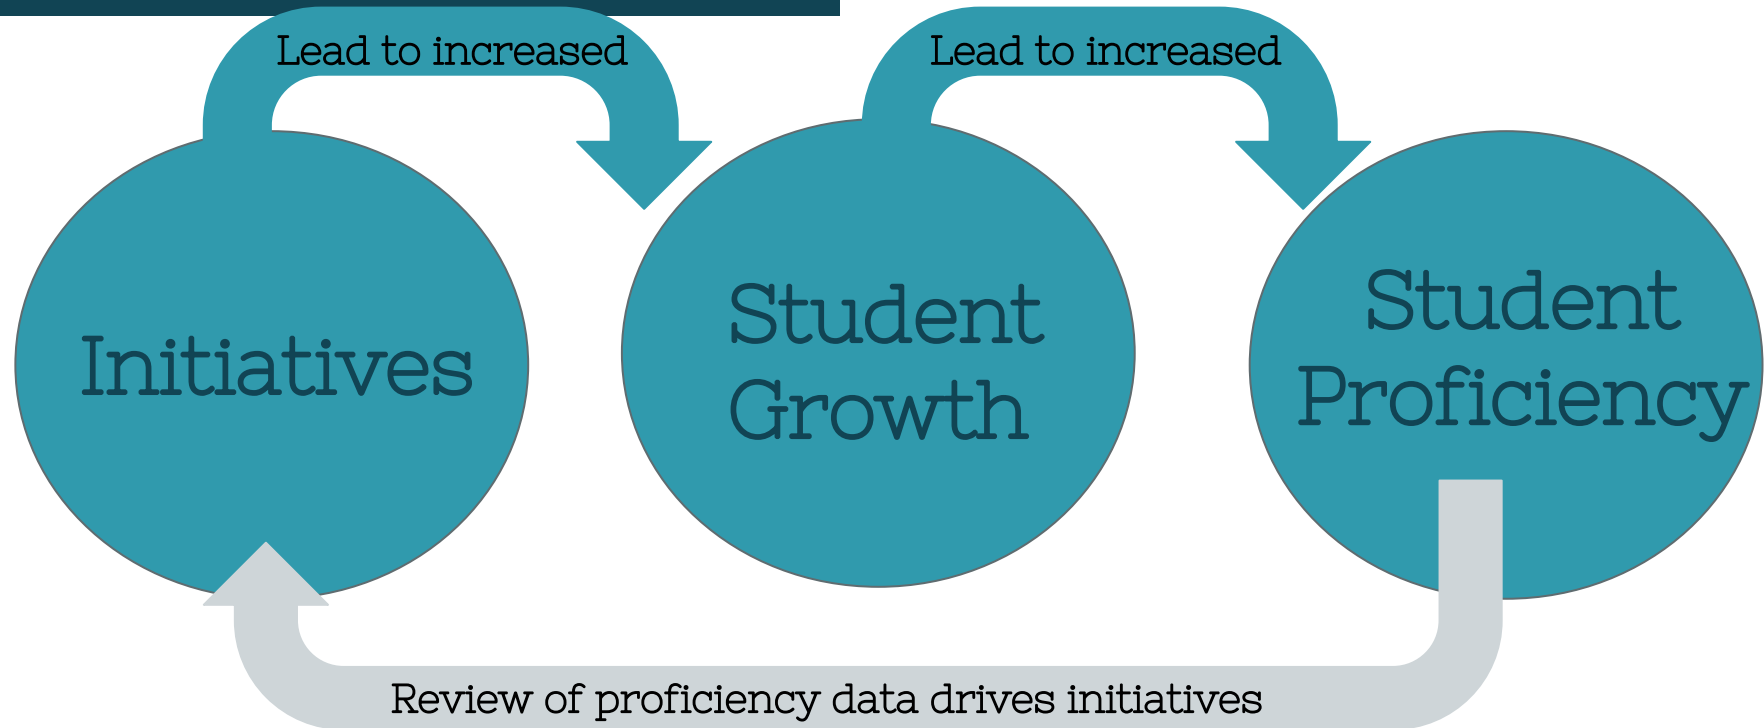 Lead to increased
Lead to increased
Initiatives
Student
Growth
Student
Proficiency
Review of proficiency data drives initiatives